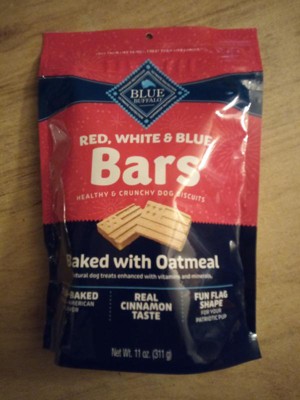 BLUE
BUFFALO
RED, WHITE & BLUE
Bars
HEALTHY & CRUNCHY DOG BISCUITS
Baked with Oatmeal
natural dog treats enhanced with vitamins and minerals
-BAKED
REAL
CINNAMON
TASTE
FUN FLAG
SHAPE
FOR YOUR
PATRIOTIC PUP
Net Wt. 11 oz. (311g)